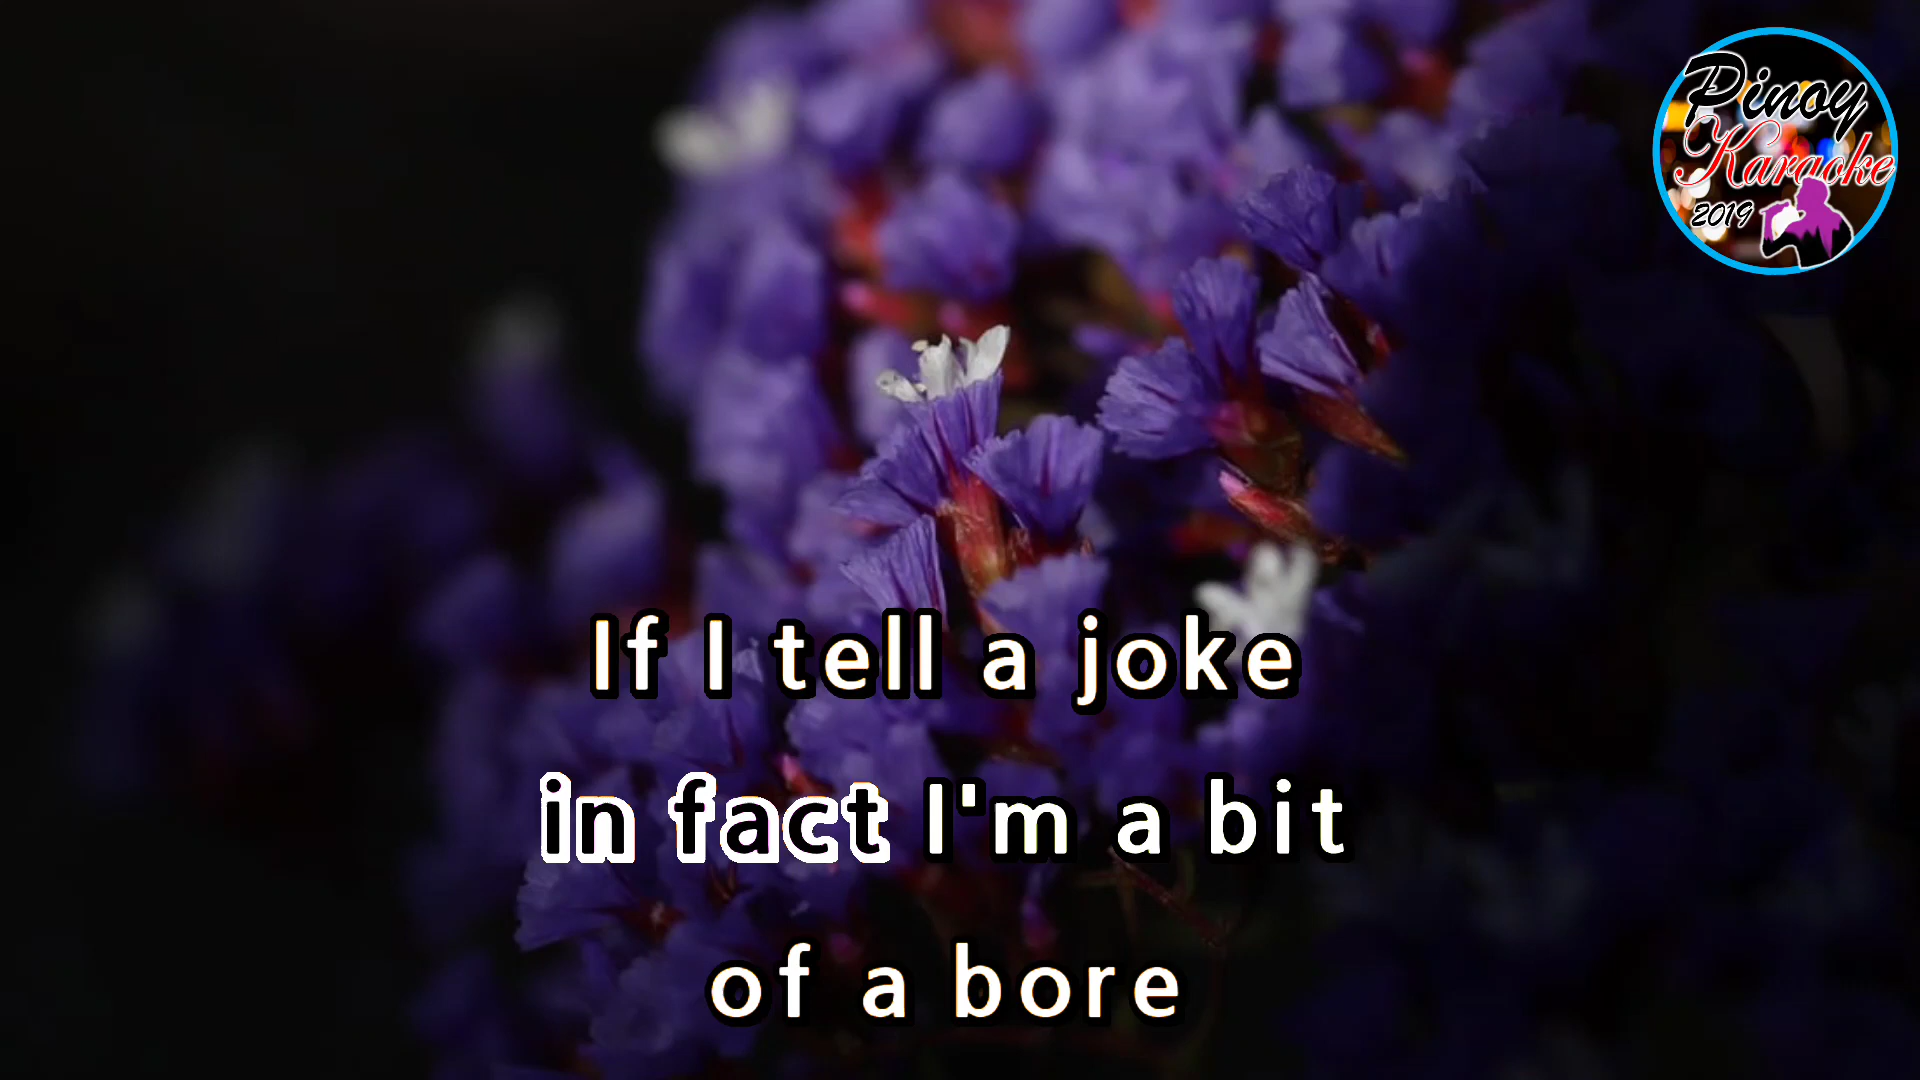 Pinoy
Karaoke
2019
If I tell a joke
in fact I'm a bit
of a bore